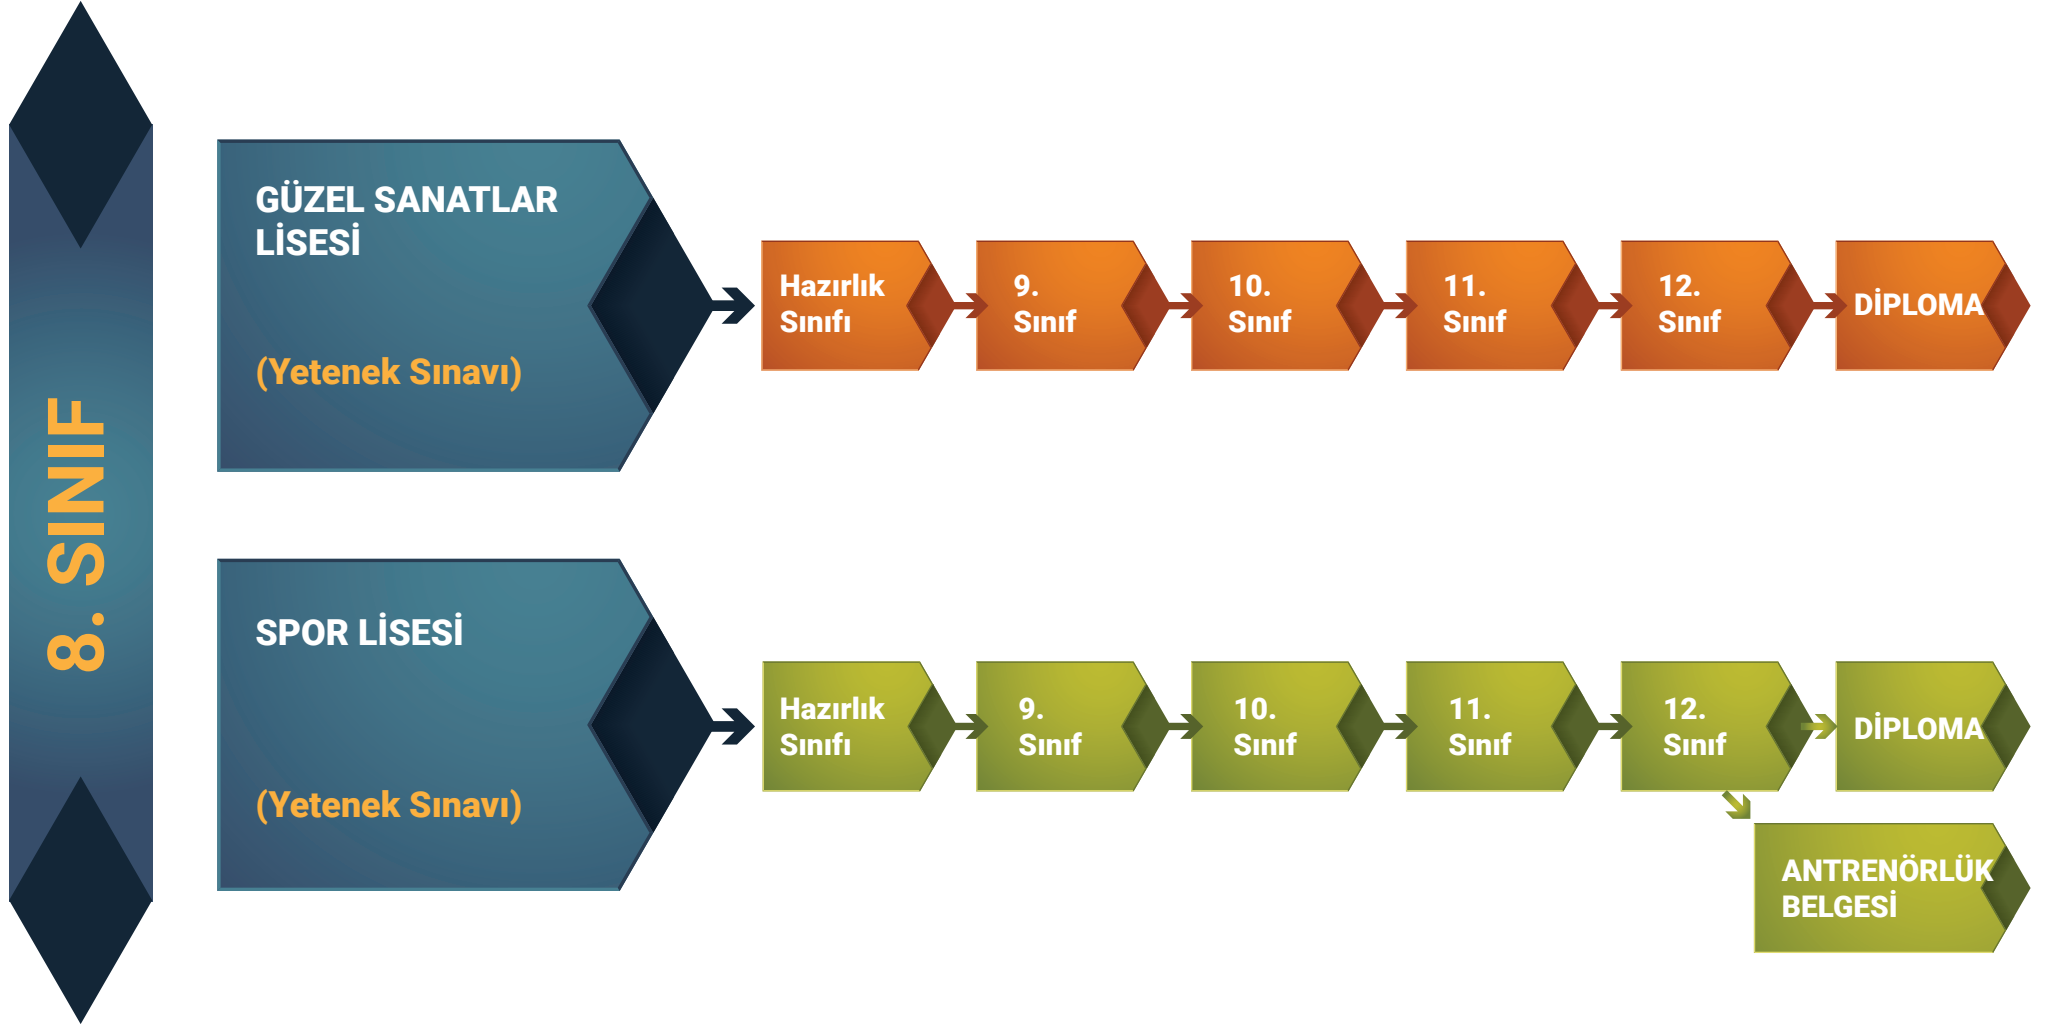 8. SINIF
GÜZEL SANATLAR
LİSESİ
(Yetenek Sınavı)
Hazırlık
Sınıfı
9.
Sınıf
10.
Sınıf
11.
Sınıf
12.
Sınıf
DİPLOMA
SPOR LİSESİ
(Yetenek Sınavı)
Hazırlık
Sınıfı
9.
Sınıf
10.
Sınıf
11.
Sınıf
12.
Sınıf
DİPLOMA
ANTRENÖRLÜK
BELGESİ